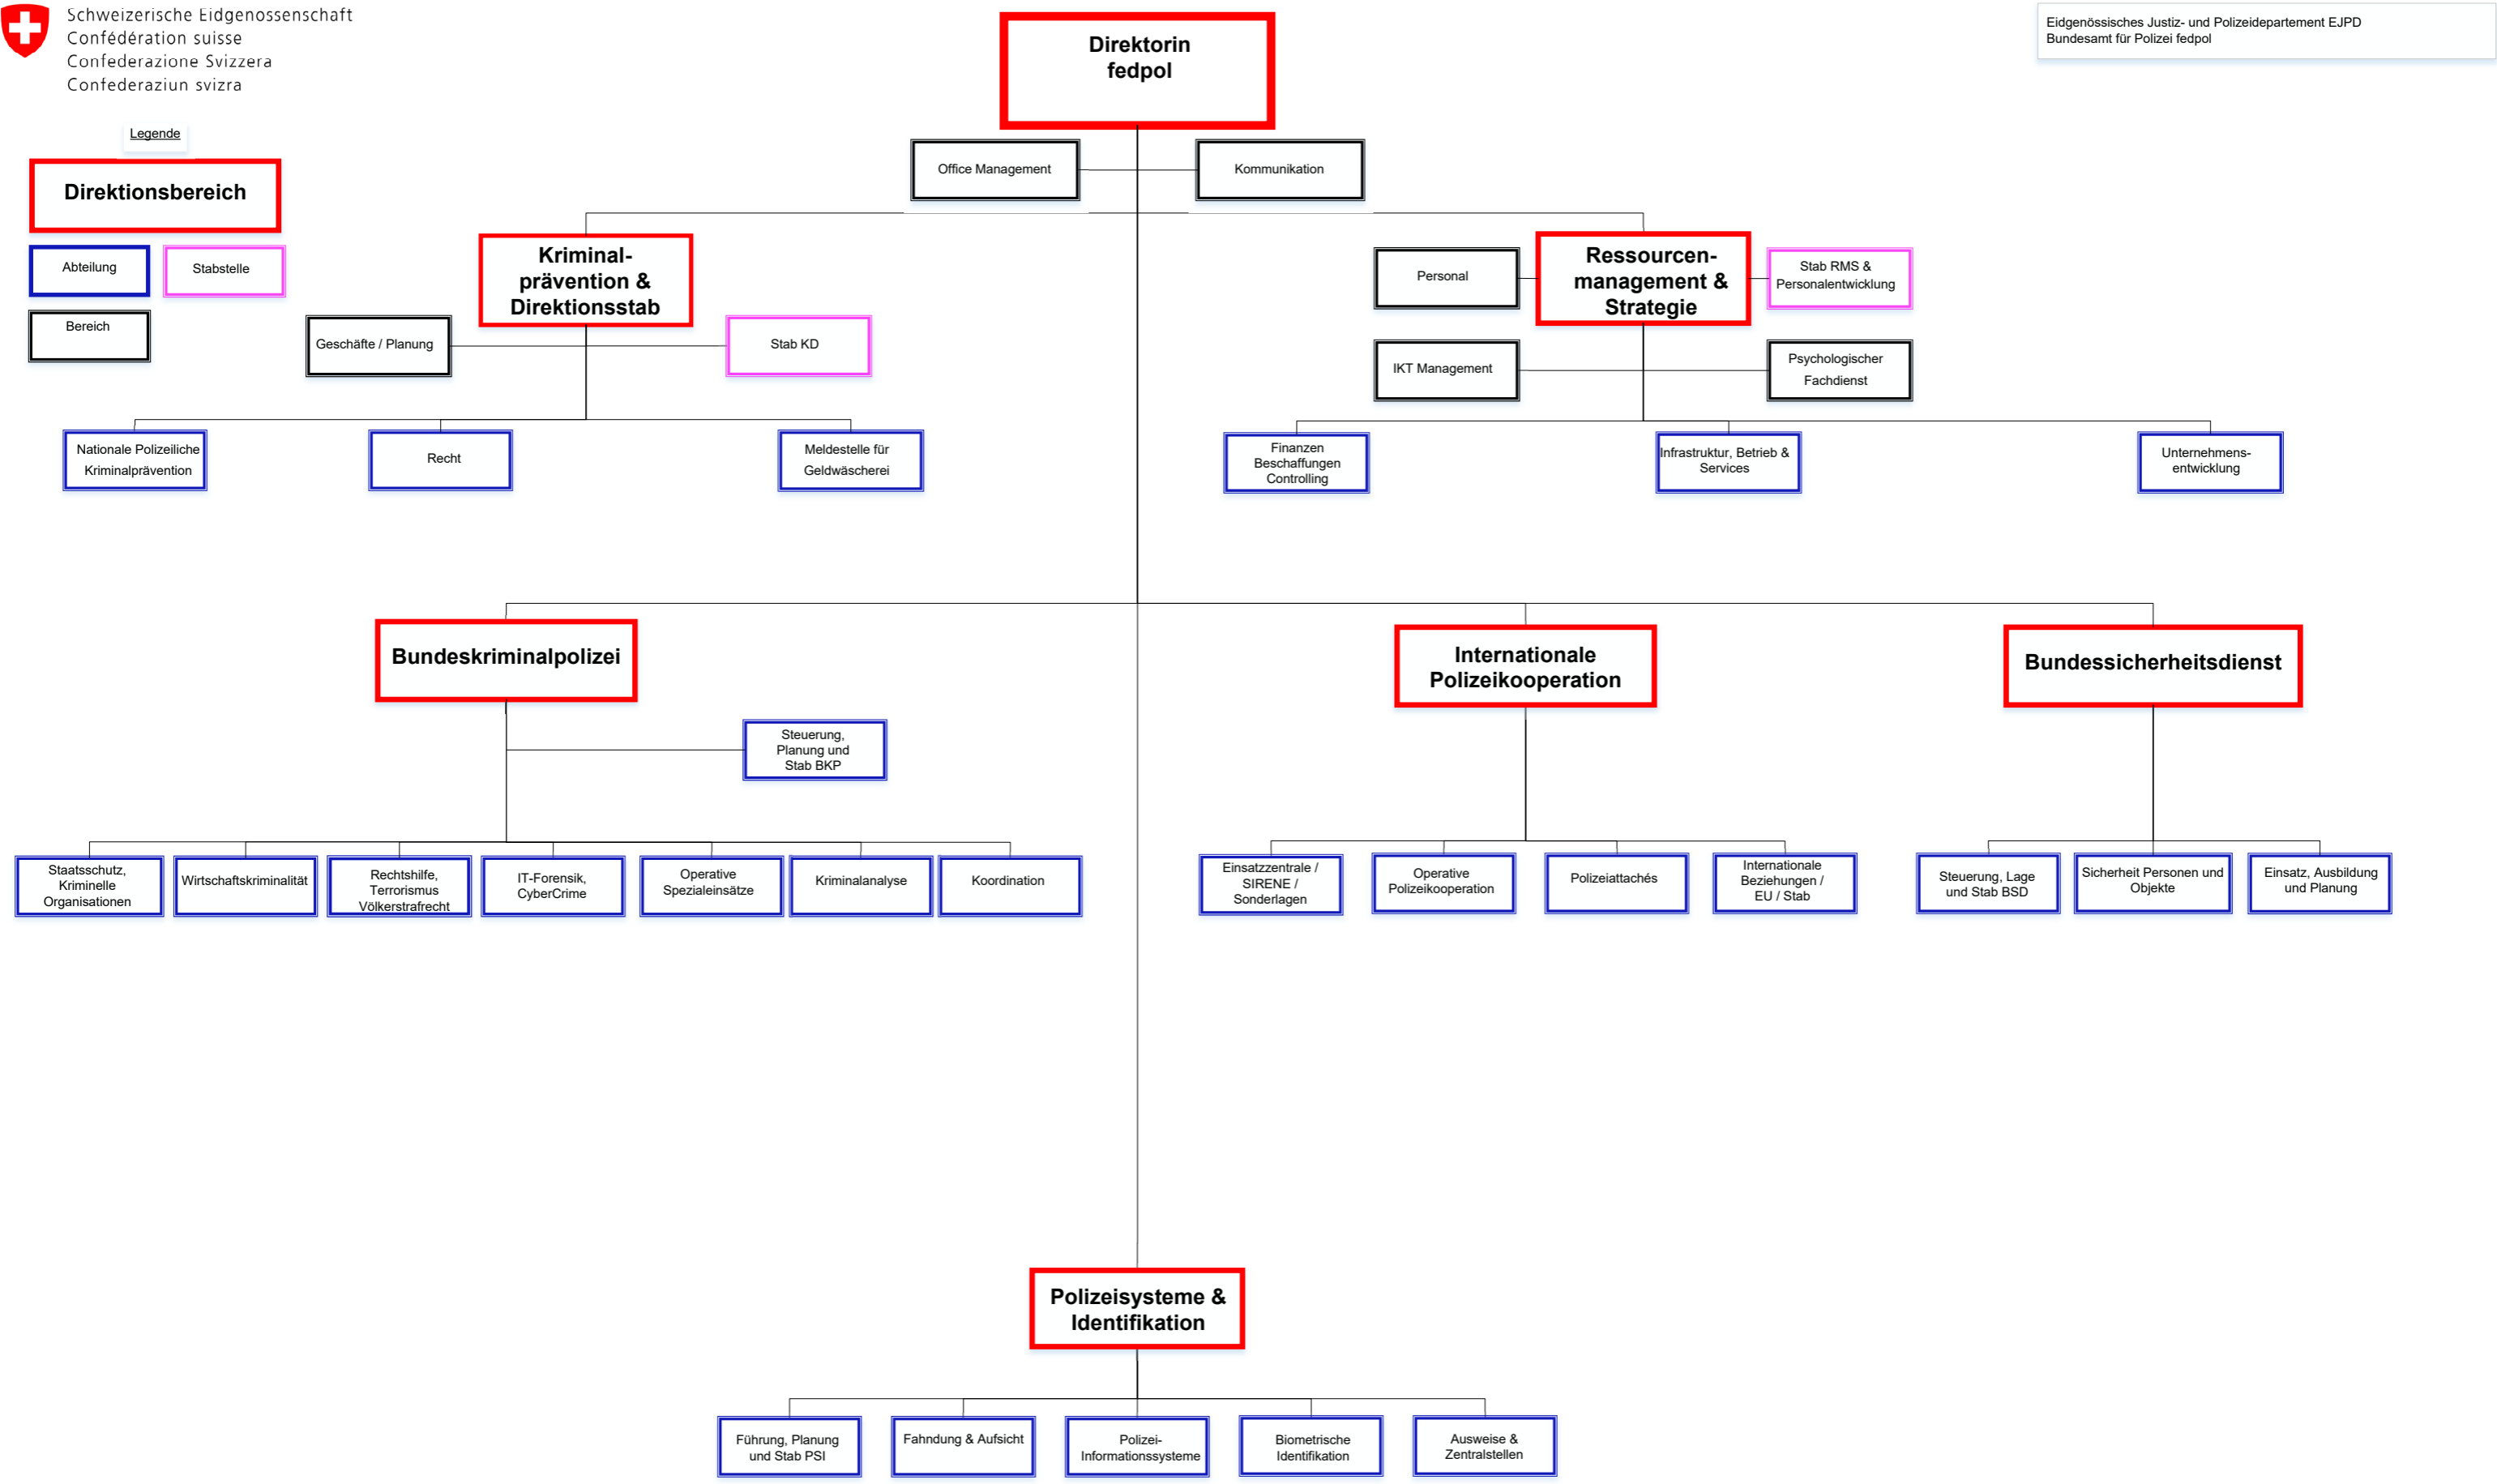 Schweizerische Eidgenossenschaft
Confédération suisse
Confederazione Svizzera
Confederaziun svizra
Eidgenössisches Justiz- und Polizeidepartement EJPD
Bundesamt für Polizei fedpol
Direktorin
fedpol
Legende
Direktionsbereich
Abteilung
Stabstelle
Bereich
Office Management
Kommunikation
Kriminal-
prävention &
Direktionsstab
Geschäfte / Planung
Stab KD
Nationale Polizeiliche
Kriminalprävention
Recht
Meldestelle für
Geldwäscherei
Personal
Ressourcen-
management &
Strategie
Stab RMS &
Personalentwicklung
IKT Management
Psychologischer
Fachdienst
Finanzen
Beschaffungen
Controlling
Infrastruktur, Betrieb &
Services
Unternehmens-
entwicklung
Bundeskriminalpolizei
Steuerung,
Planung und
Stab BKP
Staatsschutz,
Kriminelle
Organisationen
Wirtschaftskriminalität
Rechtshilfe,
Terrorismus
Völkerstrafrecht
IT-Forensik,
CyberCrime
Operative
Spezialeinsätze
Kriminalanalyse
Koordination
Internationale
Polizeikooperation
Einsatzzentrale /
SIRENE /
Sonderlagen
Operative
Polizeikooperation
Polizeiattachés
Internationale
Beziehungen /
EU / Stab
Bundessicherheitsdienst
Steuerung, Lage
und Stab BSD
Sicherheit Personen und
Objekte
Einsatz, Ausbildung
und Planung
Polizeisysteme &
Identifikation
Führung, Planung
und Stab PSI
Fahndung & Aufsicht
Polizei-
Informationssysteme
Biometrische
Identifikation
Ausweise &
Zentralstellen